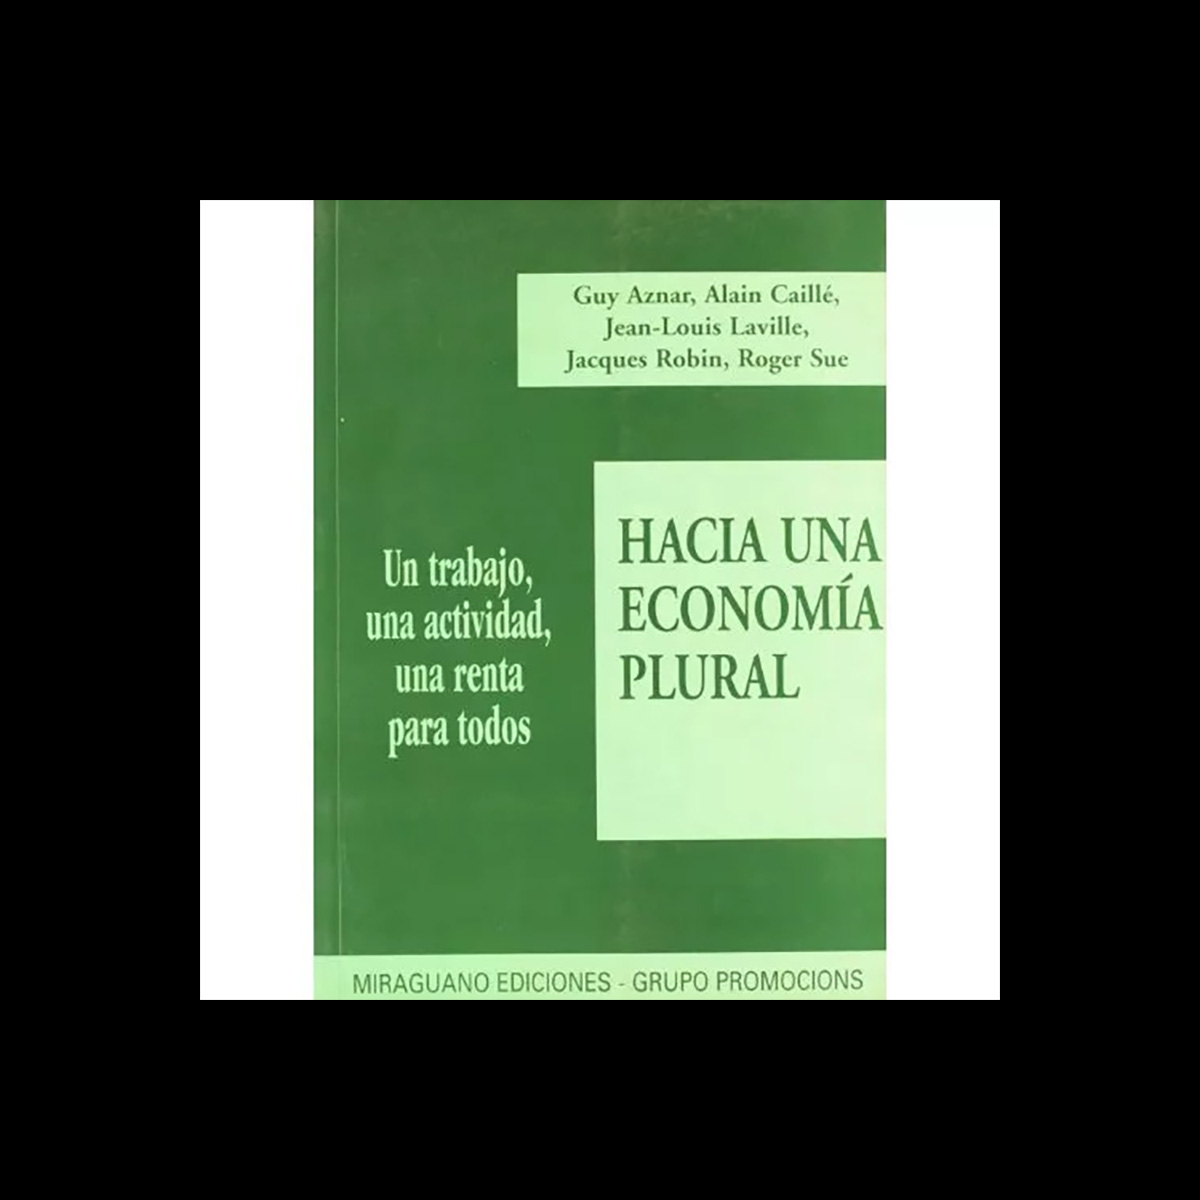 Guy Aznar, Alain Caillé,
Jean-Louis Laville,
Jacques Robin, Roger Sue
HACIA UNA
ECONOMÍA
PLURAL
Un trabajo,
una actividad,
una renta
para todos
MIRAGUANO EDICIONES - GRUPO PROMOCIONS